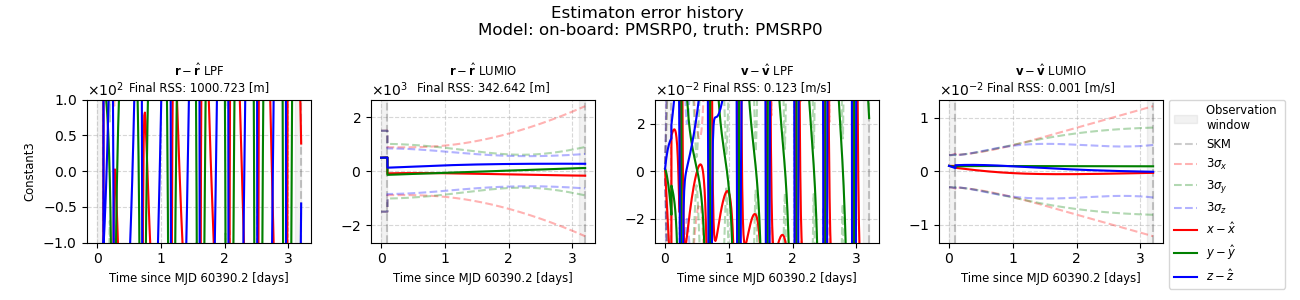 Estimaton error history
Model: on-board: PMSRP0, truth: PMSRP0
r − r̂ LPF
×10² Final RSS: 1000.723 [m]
1.0
0.5
0.0
−0.5
−1.0
Constant3
0 1 2 3
Time since MJD 60390.2 [days]
r − r̂ LUMIO
×10³ Final RSS: 342.642 [m]
2
0
−2
0 1 2 3
Time since MJD 60390.2 [days]
v − v̂ LPF
×10⁻² Final RSS: 0.123 [m/s]
2
0
−2
0 1 2 3
Time since MJD 60390.2 [days]
v − v̂ LUMIO
×10⁻² Final RSS: 0.001 [m/s]
1
0
−1
0 1 2 3
Time since MJD 60390.2 [days]
Observation
window
SKM
3σx
3σy
3σz
x − x̂
y − ŷ
z − ẑ